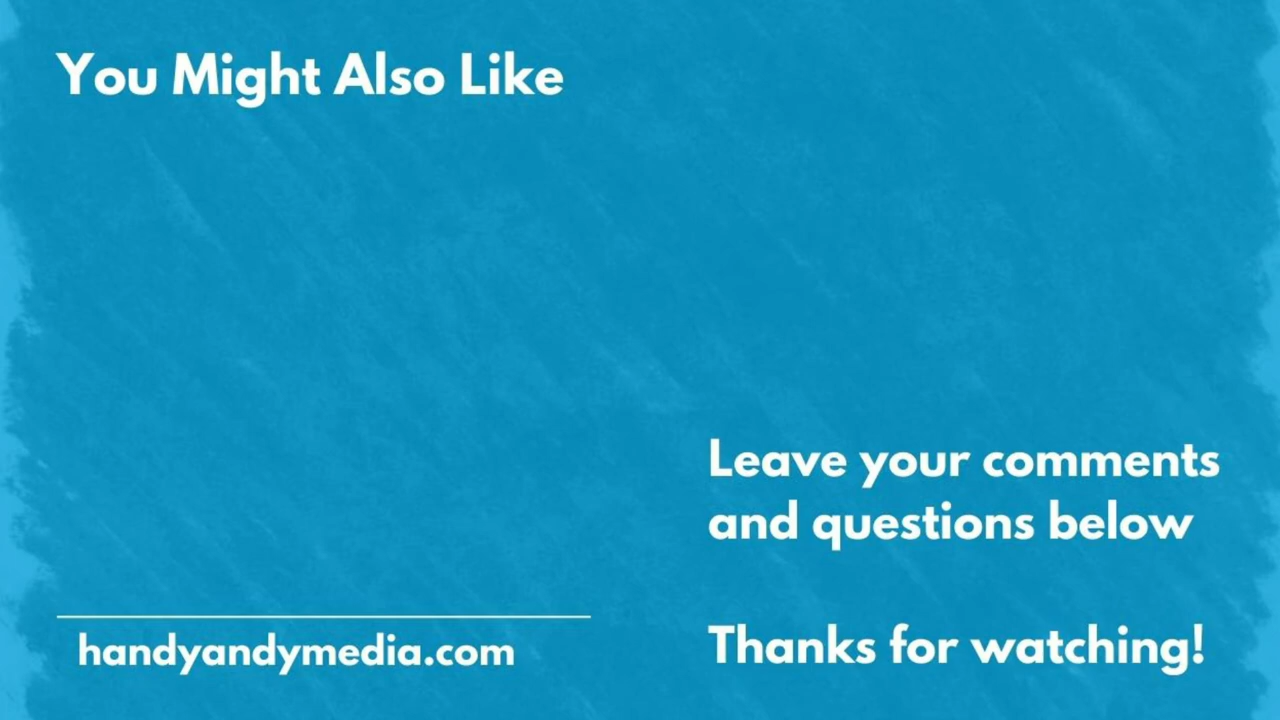 You Might Also Like
Leave your comments
and questions below
handyandymedia.com
Thanks for watching!